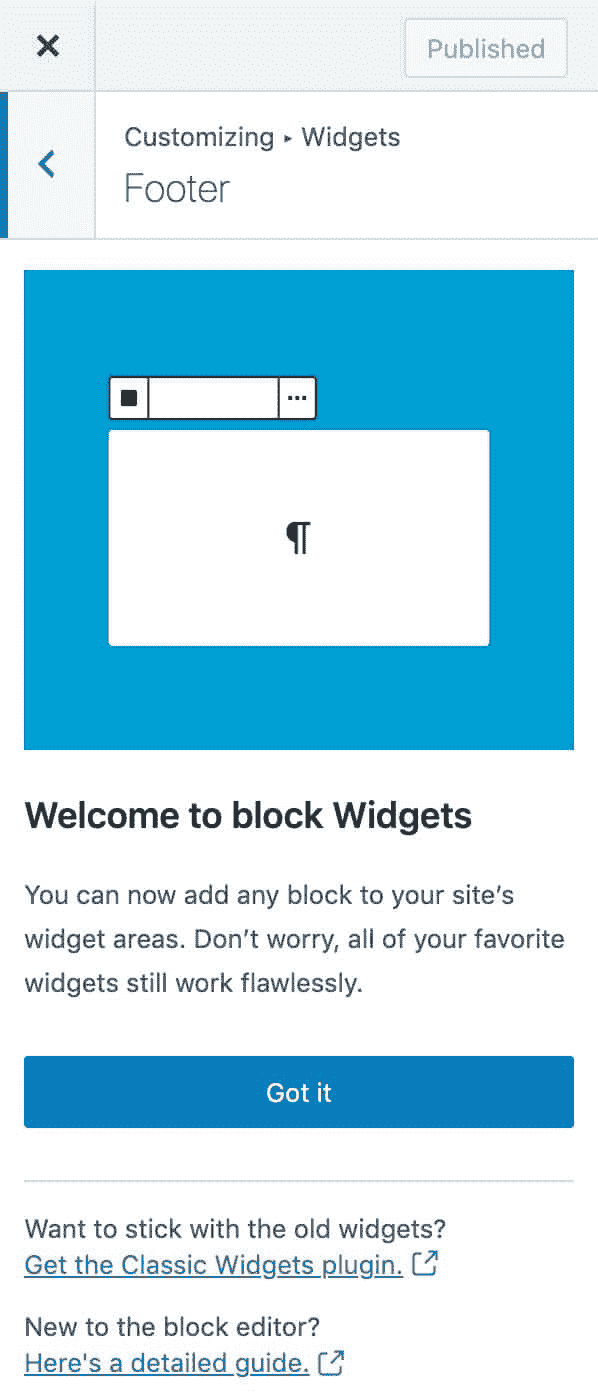 Published
Customizing ▸ Widgets
Footer
¶
Welcome to block Widgets
You can now add any block to your site’s
widget areas. Don’t worry, all of your favorite
widgets still work flawlessly.
Got it
Want to stick with the old widgets?
Get the Classic Widgets plugin.
New to the block editor?
Here's a detailed guide.